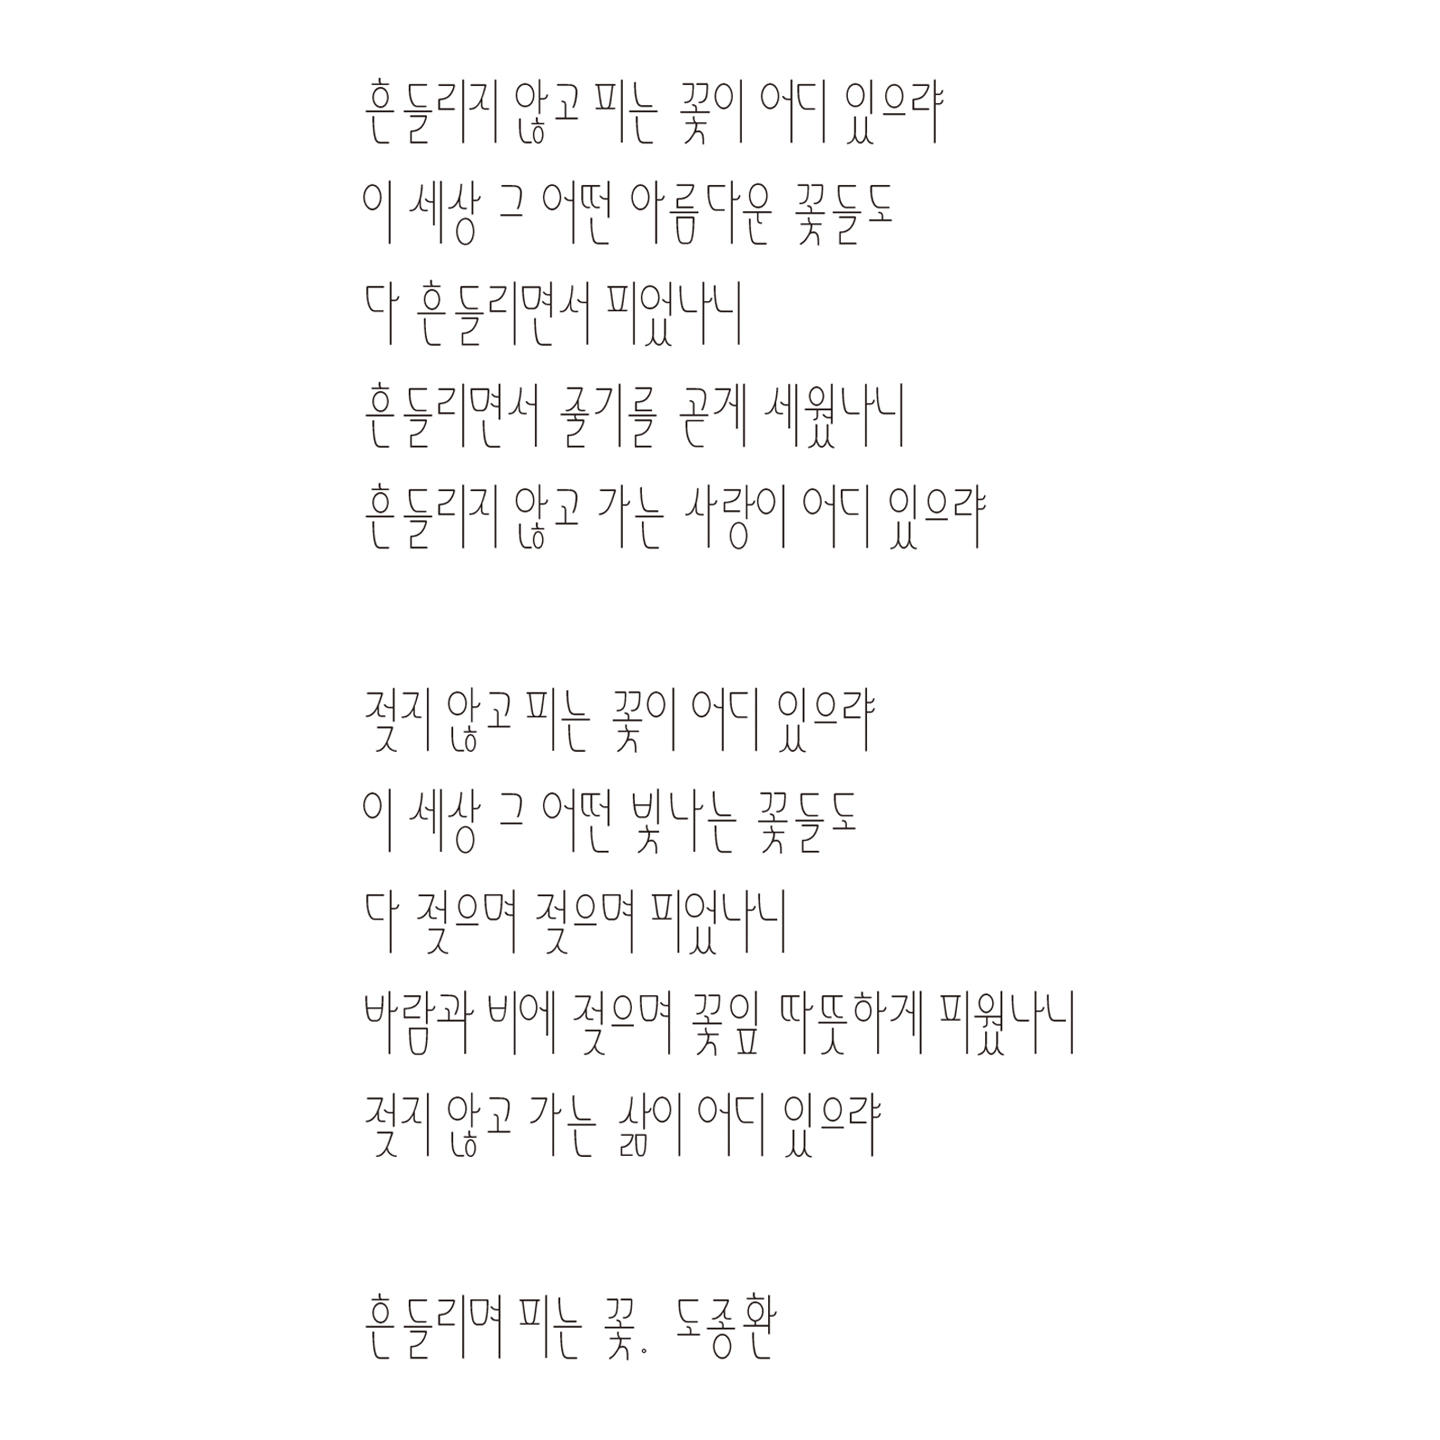 흔들리지 않고 피는 꽃이 어디 있으랴
이 세상 그 어떤 아름다운 꽃들도
다 흔들리면서 피었나니
흔들리면서 줄기를 곧게 세웠나니
흔들리지 않고 가는 사랑이 어디 있으랴
젖지 않고 피는 꽃이 어디 있으랴
이 세상 그 어떤 빛나는 꽃들도
다 젖으며 젖으며 피었나니
바람과 비에 젖으며 꽃잎 따뜻하게 피웠나니
젖지 않고 가는 삶이 어디 있으랴
흔들리며 피는 꽃。 도종환